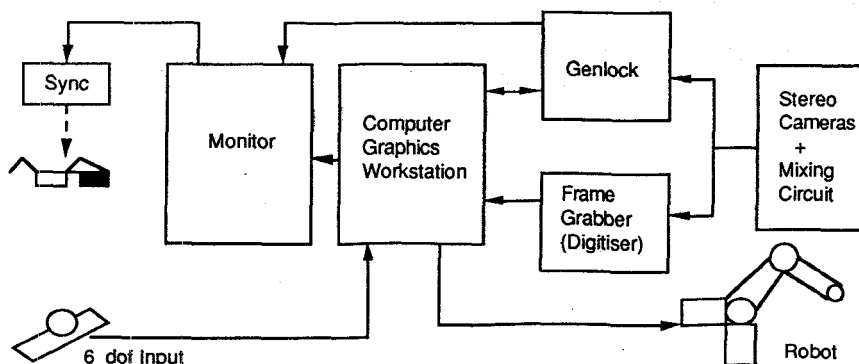 Sync
Monitor
Computer
Graphics
Workstation
Genlock
Frame
Grabber
(Digitiser)
Stereo
Cameras
+
Mixing
Circuit
6 dof Input
Robot